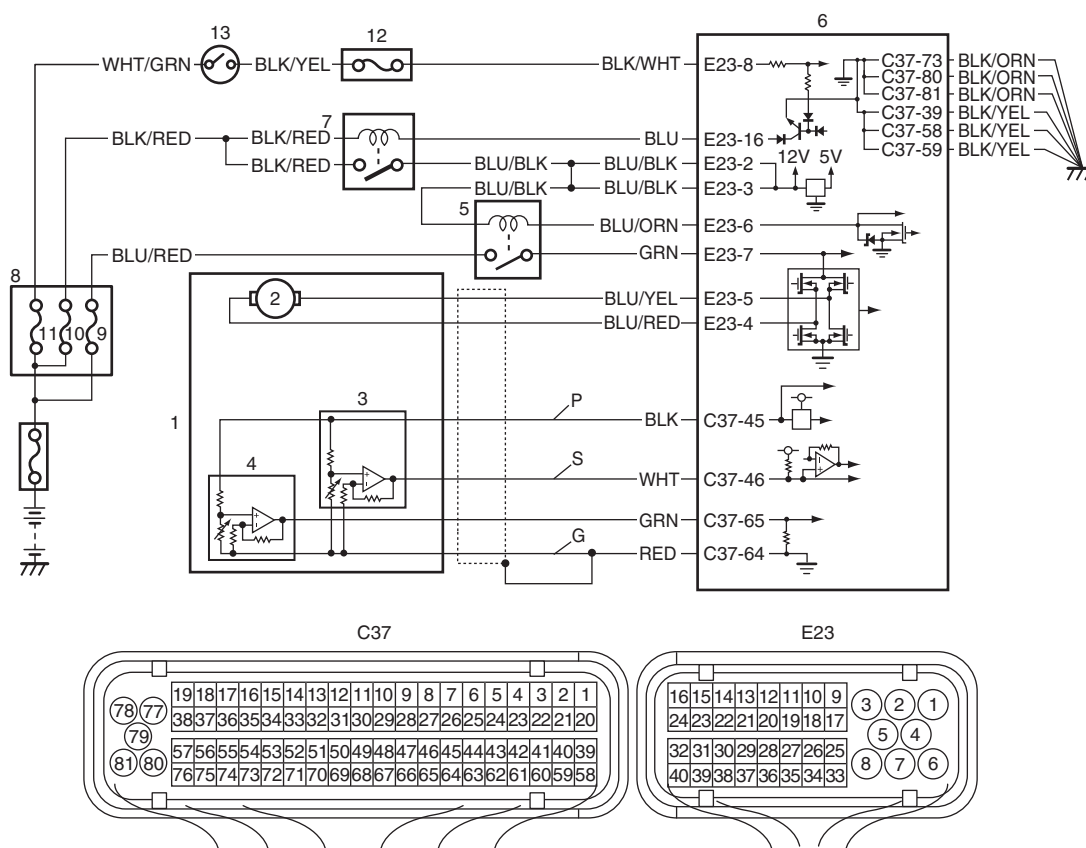 6
13
12
WHT/GRN BLK/YEL BLK/WHT E23-8
C37-73 BLK/ORN
C37-80 BLK/ORN
C37-81 BLK/ORN
C37-39 BLK/YEL
C37-58 BLK/YEL
C37-59 BLK/YEL
7
BLK/RED BLK/RED BLU E23-16
BLK/RED BLU/BLK BLU/BLK E23-2
12V 5V
BLU/BLK BLU/BLK E23-3
5
BLU/ORN E23-6
BLU/RED GRN E23-7
8
2
BLU/YEL E23-5
BLU/RED E23-4
11 10 9
1
3
P
BLK C37-45
4
S
WHT C37-46
GRN C37-65
G
RED C37-64
+
-
+
-
-
+
C37
19 18 17 16 15 14 13 12 11 10 9 8 7 6 5 4 3 2 1
38 37 36 35 34 33 32 31 30 29 28 27 26 25 24 23 22 21 20
57 56 55 54 53 52 51 50 49 48 47 46 45 44 43 42 41 40 39
76 75 74 73 72 71 70 69 68 67 66 65 64 63 62 61 60 59 58
78 77
79
81 80
E23
16 15 14 13 12 11 10 9
24 23 22 21 20 19 18 17
32 31 30 29 28 27 26 25
40 39 38 37 36 35 34 33
3 2 1
5 4
8 7 6